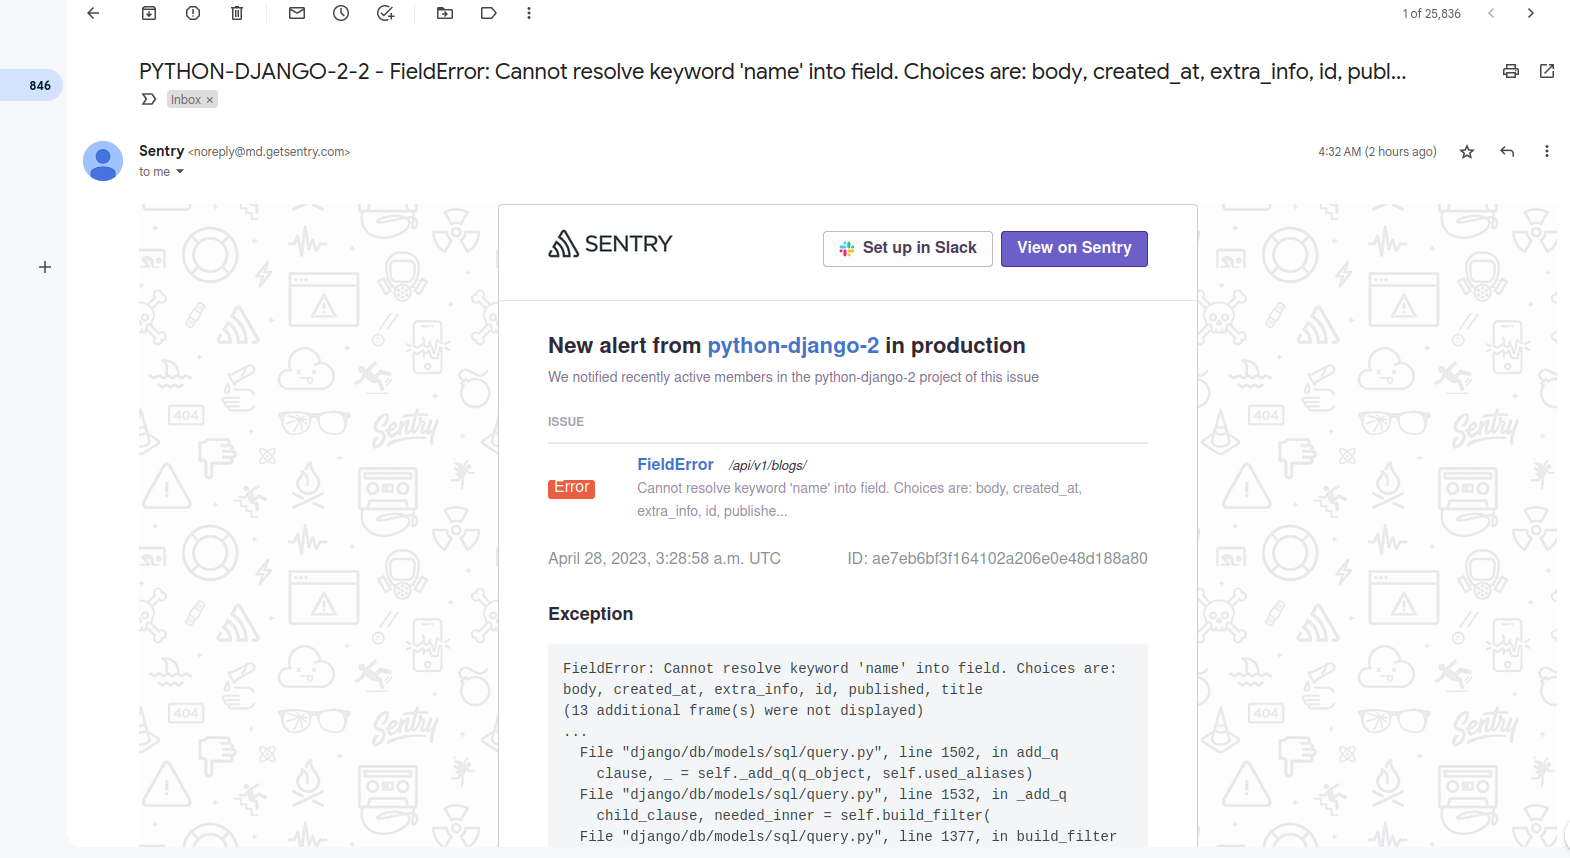 1 of 25,836
846
PYTHON-DJANGO-2-2 - FieldError: Cannot resolve keyword 'name' into field. Choices are: body, created_at, extra_info, id, publ...
Inbox ×
Sentry <noreply@md.getsentry.com>
4:32 AM (2 hours ago)
to me
SENTRY
Set up in Slack
View on Sentry
New alert from python-django-2 in production
We notified recently active members in the python-django-2 project of this issue
ISSUE
FieldError /api/v1/blogs/
Error
Cannot resolve keyword 'name' into field. Choices are: body, created_at,
extra_info, id, publishe...
April 28, 2023, 3:28:58 a.m. UTC
ID: ae7eb6bf3f164102a206e0e48d188a80
Exception
FieldError: Cannot resolve keyword 'name' into field. Choices are:
body, created_at, extra_info, id, published, title
(13 additional frame(s) were not displayed)
...
File "django/db/models/sql/query.py", line 1502, in add_q
clause, _ = self._add_q(q_object, self.used_aliases)
File "django/db/models/sql/query.py", line 1532, in _add_q
child_clause, needed_inner = self.build_filter(
File "django/db/models/sql/query.py", line 1377, in build_filter
404
Sentry
404
Sentry
404
Sentry
404
Sentry